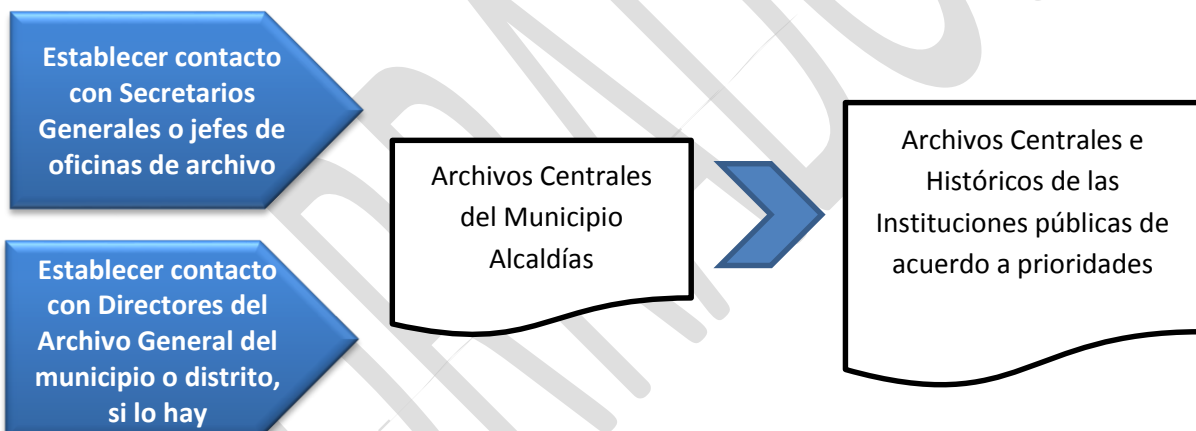 Establecer contacto
con Secretarios
Generales o jefes de
oficinas de archivo
Establecer contacto
con Directores del
Archivo General del
municipio o distrito,
si lo hay
Archivos Centrales
del Municipio
Alcaldías
Archivos Centrales e
Históricos de las
Instituciones públicas de
acuerdo a prioridades